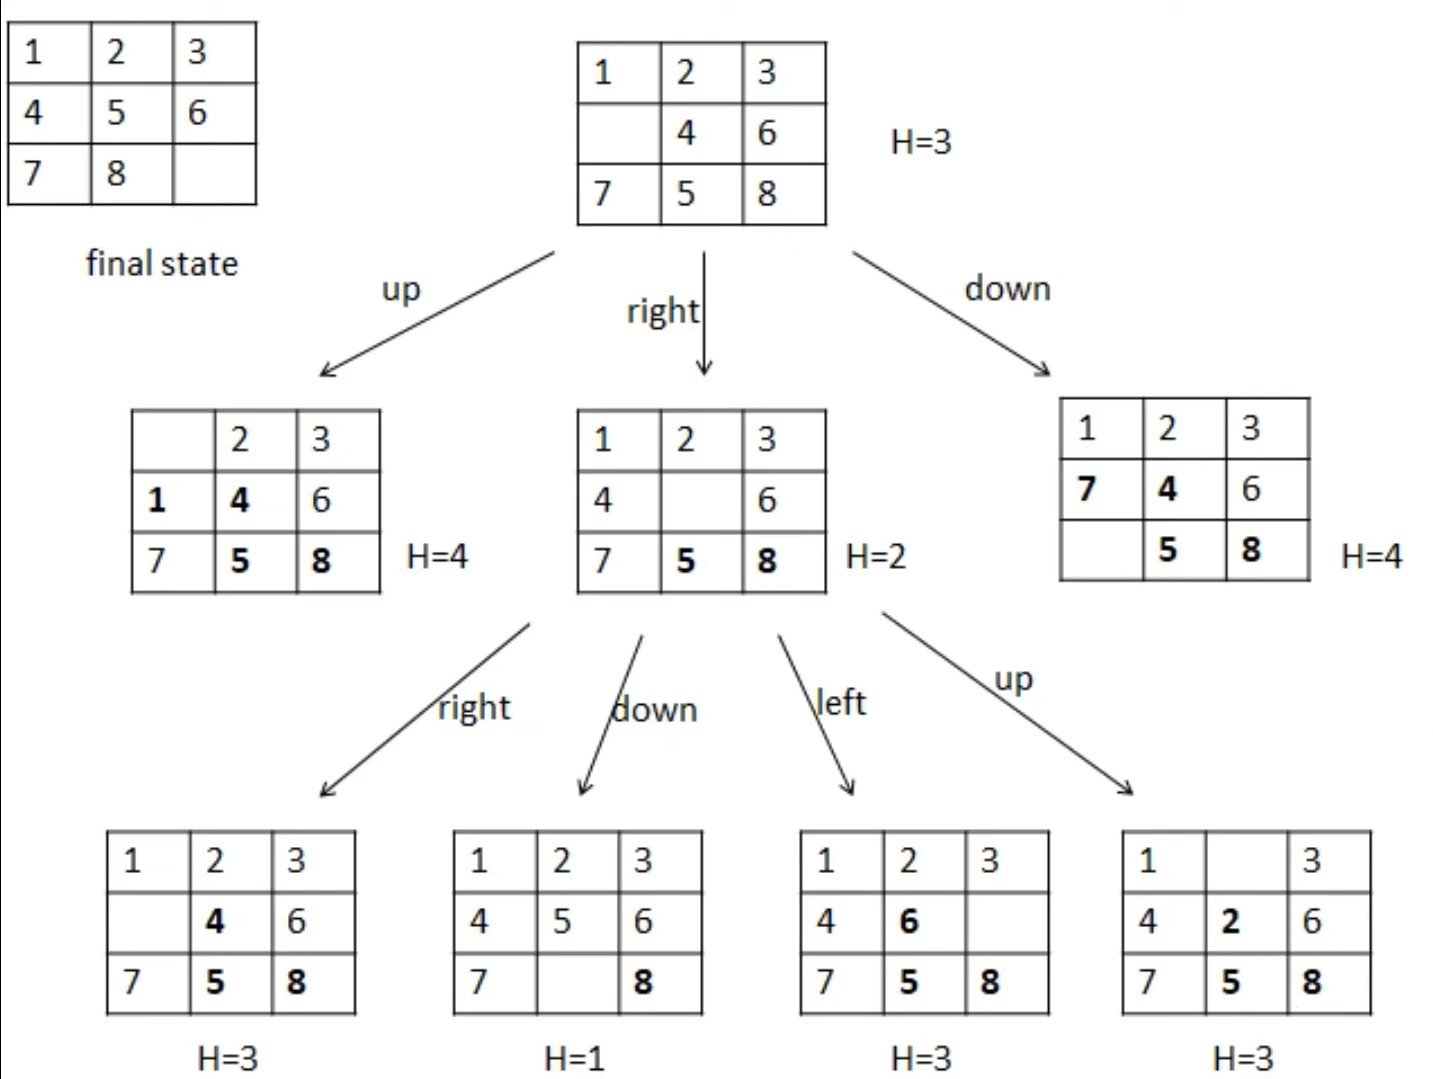 1 2 3
4 5 6
7 8
final state
1 2 3
4 6
7 5 8
H=3
up
right
down
2 3
1 4 6
7 5 8
H=4
1 2 3
4 6
7 5 8
H=2
1 2 3
7 4 6
5 8
H=4
right
down
left
up
1 2 3
4 6
7 5 8
H=3
1 2 3
4 5 6
7 8
H=1
1 2 3
4 6
7 5 8
H=3
1 3
4 2 6
7 5 8
H=3